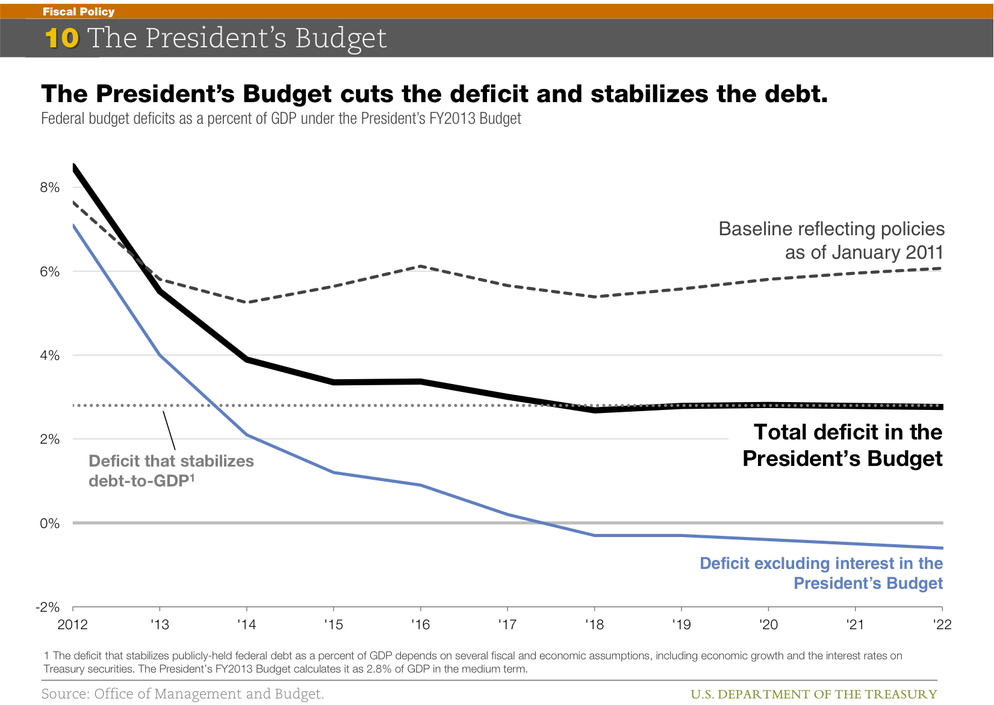 Fiscal Policy
10 The President's Budget
The President's Budget cuts the deficit and stabilizes the debt.
Federal budget deficits as a percent of GDP under the President's FY2013 Budget
8%
Baseline reflecting policies
as of January 2011
6%
4%
2%
Total deficit in the
President's Budget
Deficit that stabilizes
debt-to-GDP¹
0%
Deficit excluding interest in the
President's Budget
-2%
2012 '13 '14 '15 '16 '17 '18 '19 '20 '21 '22
1 The deficit that stabilizes publicly-held federal debt as a percent of GDP depends on several fiscal and economic assumptions, including economic growth and the interest rates on
Treasury securities. The President's FY2013 Budget calculates it as 2.8% of GDP in the medium term.
Source: Office of Management and Budget. U.S. DEPARTMENT OF THE TREASURY